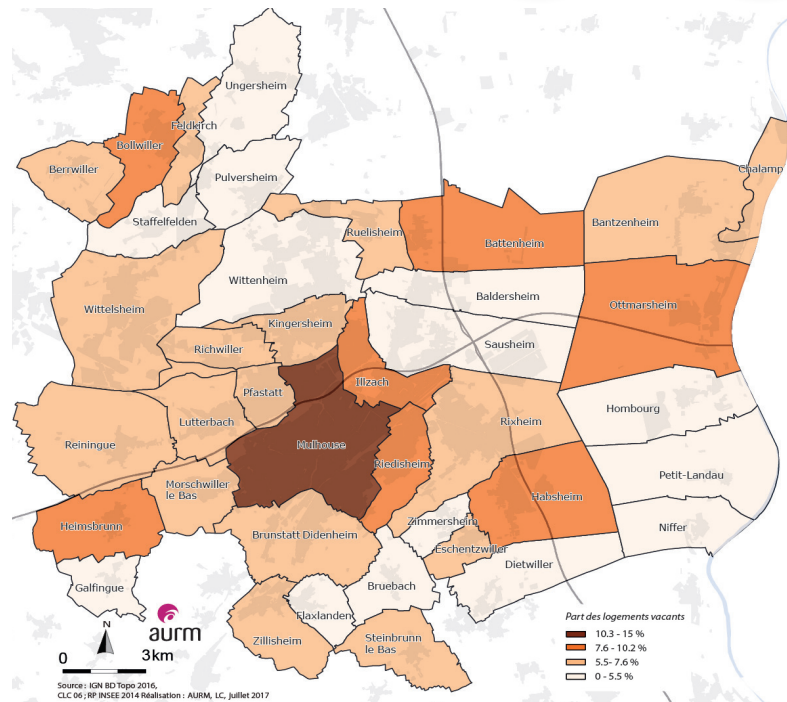 Ungersheim
Feldkirch
Bollwiller
Berrwiller
Pulversheim
Chalamp
Staffelfelden
Bantzenheim
Ruelisheim
Battenheim
Wittenheim
Baldersheim
Ottmarsheim
Wittelsheim
Kingersheim
Sausheim
Richwiller
Illzach
Pfastatt
Hombourg
Lutterbach
Rixheim
Reiningue
Mulhouse
Riedisheim
Petit-Landau
Morschwiller
le Bas
Habsheim
Heimsbrunn
Zimmersheim
Niffer
Brunstatt Didenheim
Eschentzwiller
Dietwiller
Galfingue
Bruebach
Flaxlanden
Zillisheim
Steinbrunn
le Bas
N
aurm
0 3km
Source : IGN BD Topo 2016,
CLC 06 ; RP INSEE 2014 Réalisation : AURM, LC, juillet 2017
Part des logements vacants
10.3 - 15 %
7.6 - 10.2 %
5.5- 7.6 %
0 - 5.5 %